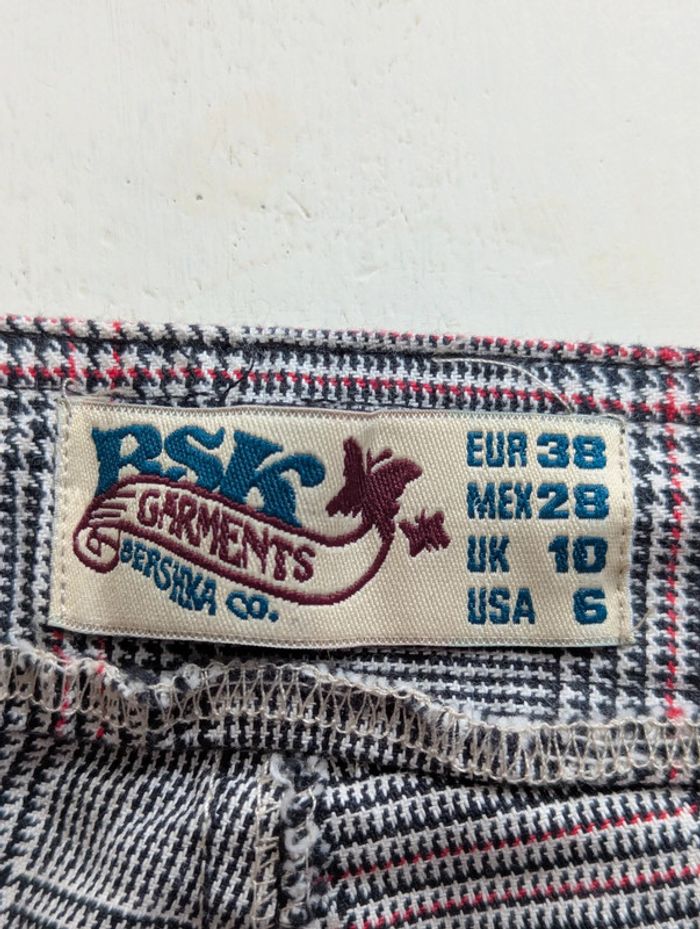 BSK
GARMENTS
BERSHKA CO.
EUR 38
MEX 28
UK 10
USA 6